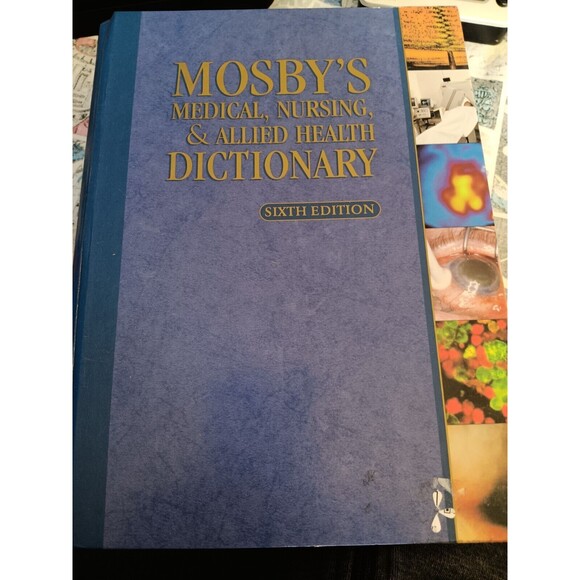 MOSBY'S
MEDICAL, NURSING,
& ALLIED HEALTH
DICTIONARY
SIXTH EDITION